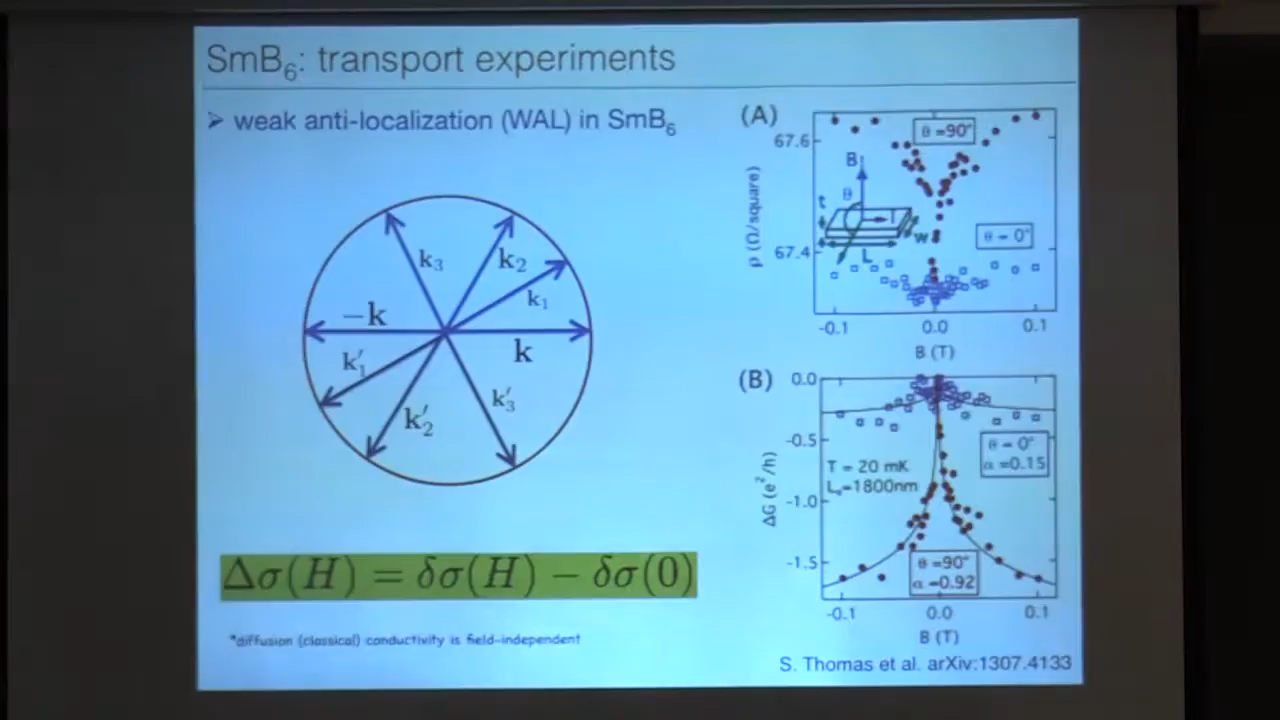 SmB6: transport experiments
➤ weak anti-localization (WAL) in SmB6
k3
k2
k1
−k
k
k′1
k′2
k′3
Δσ(H) = δσ(H) − δσ(0)
*diffusion (classical) conductivity is field-independent
(A)
67.6
67.4
ρ (Ω/square)
θ =90°
θ = 0°
B
θ
t
I
w
L
-0.1
0.0
0.1
B (T)
(B)
0.0
-0.5
-1.0
-1.5
ΔG (e²/h)
T = 20 mK
θ = 0°
α =0.15
θ =90°
α =0.92
-0.1
0.0
0.1
B (T)
S. Thomas et al. arXiv:1307.4133